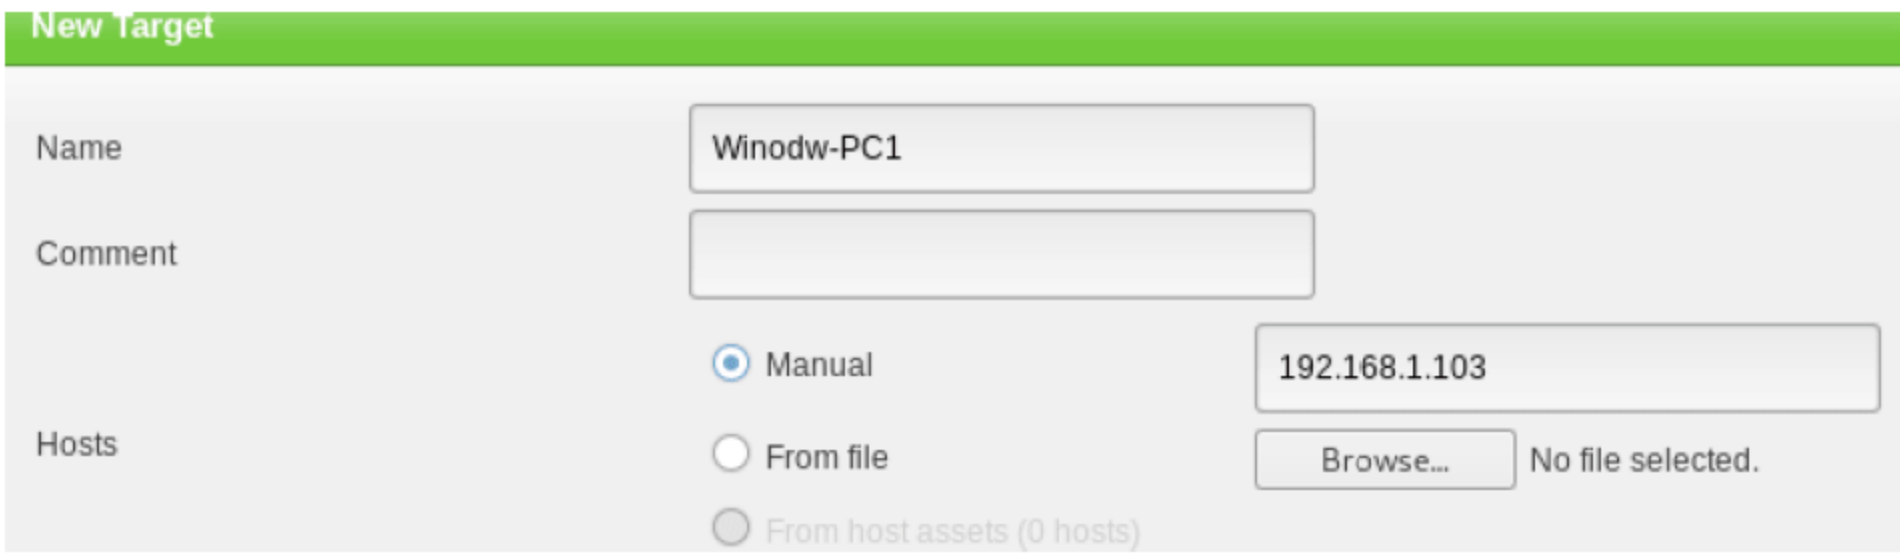 New Target
Name
Winodw-PC1
Comment
Manual
192.168.1.103
Hosts
From file
Browse...
No file selected.
From host assets (0 hosts)